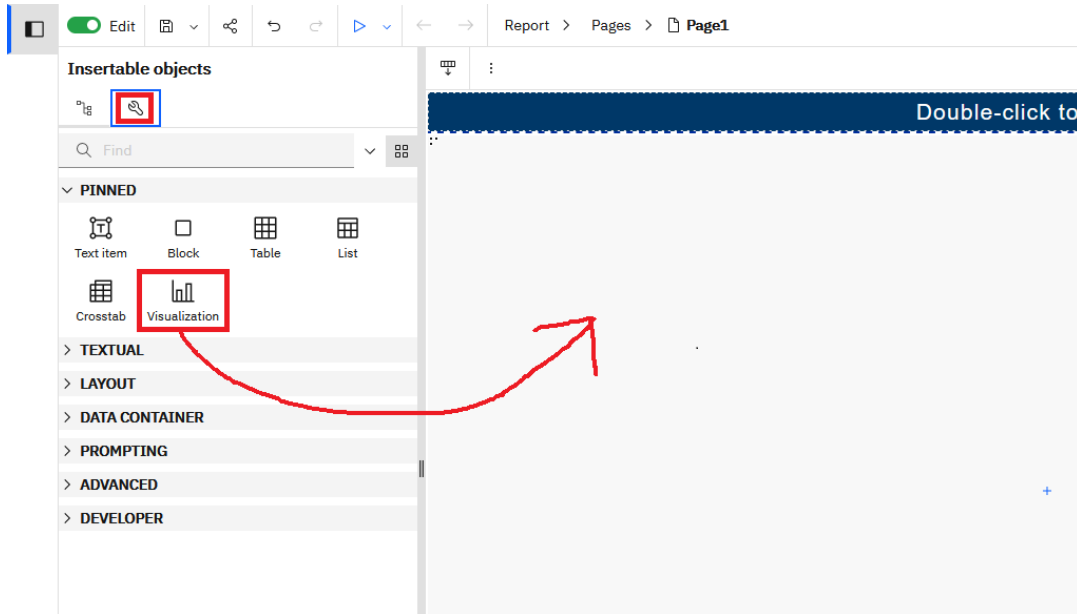 Edit
Report > Pages > Page1
Insertable objects
Double-click to
Find
PINNED
Text item Block Table List
Crosstab Visualization
TEXTUAL
LAYOUT
DATA CONTAINER
PROMPTING
ADVANCED
DEVELOPER